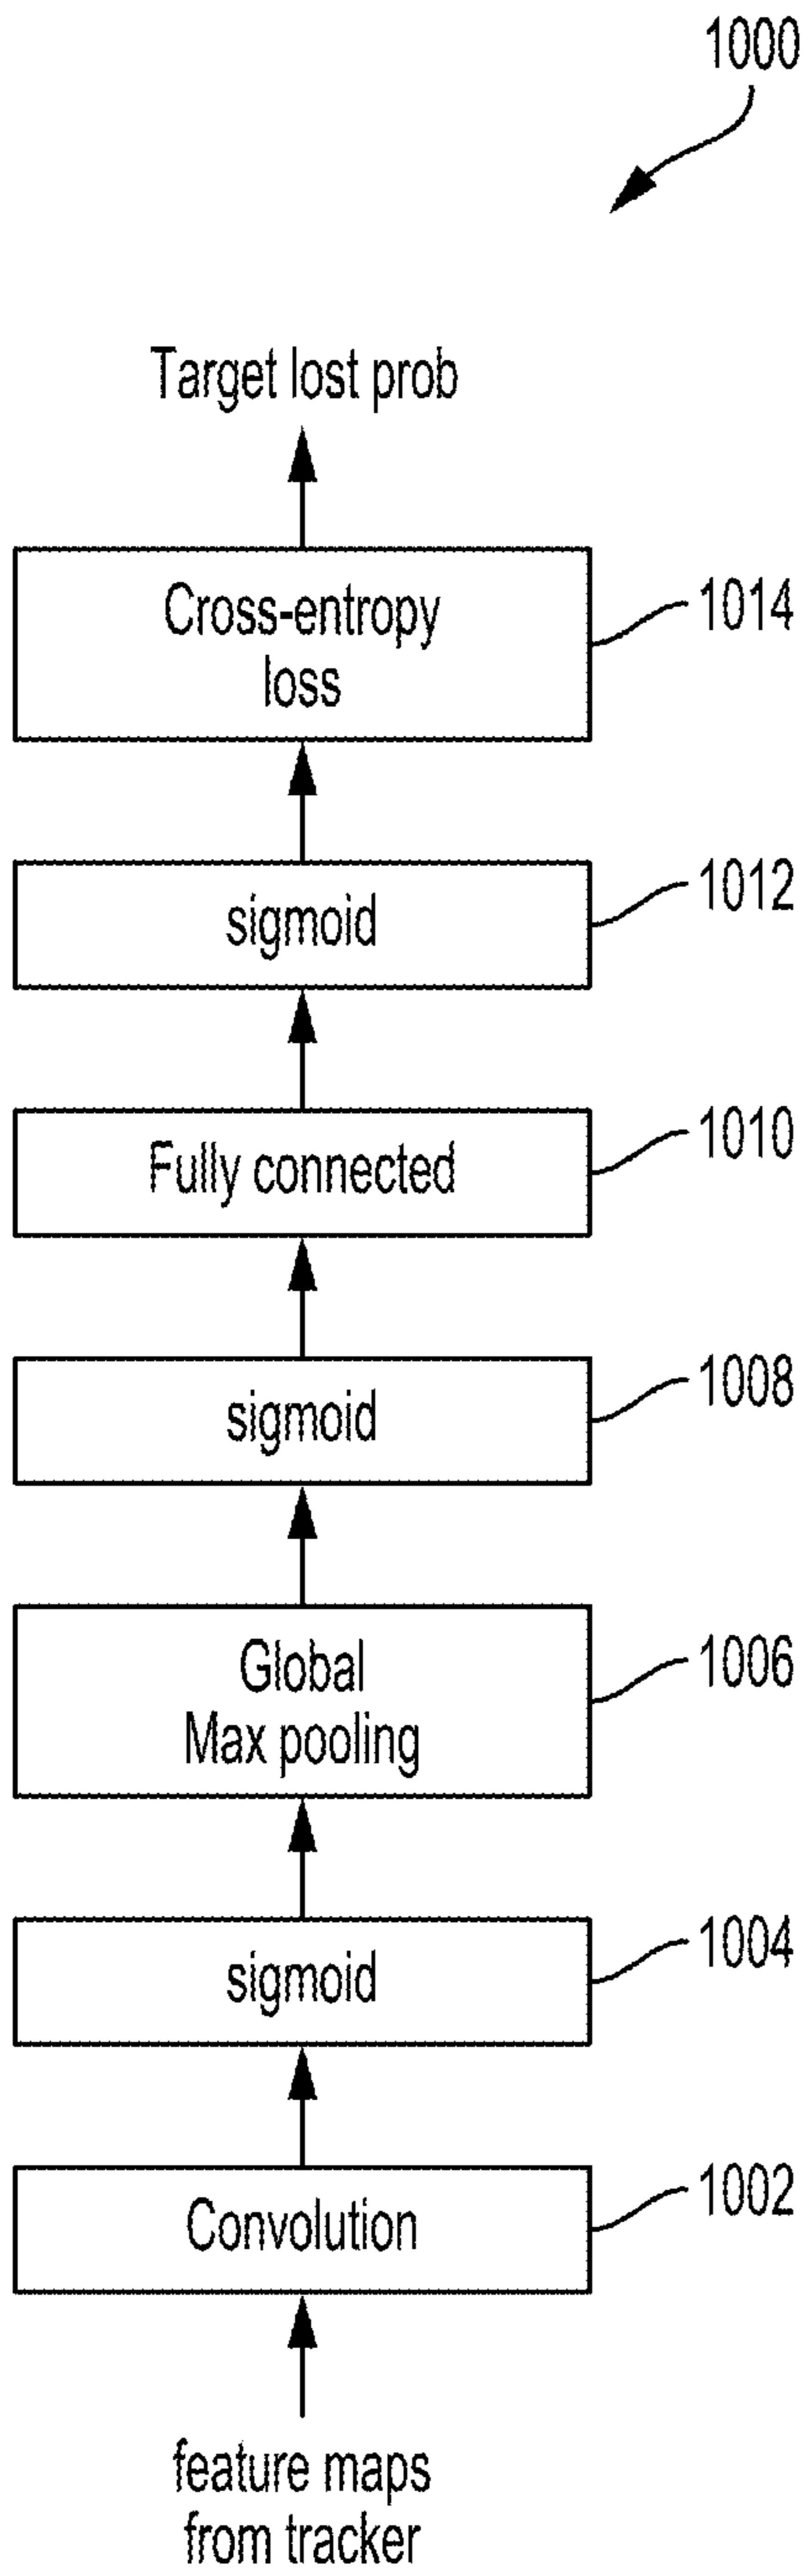 1000
Target lost prob
Cross-entropy
loss
1014
sigmoid
1012
Fully connected
1010
sigmoid
1008
Global
Max pooling
1006
sigmoid
1004
Convolution
1002
feature maps
from tracker